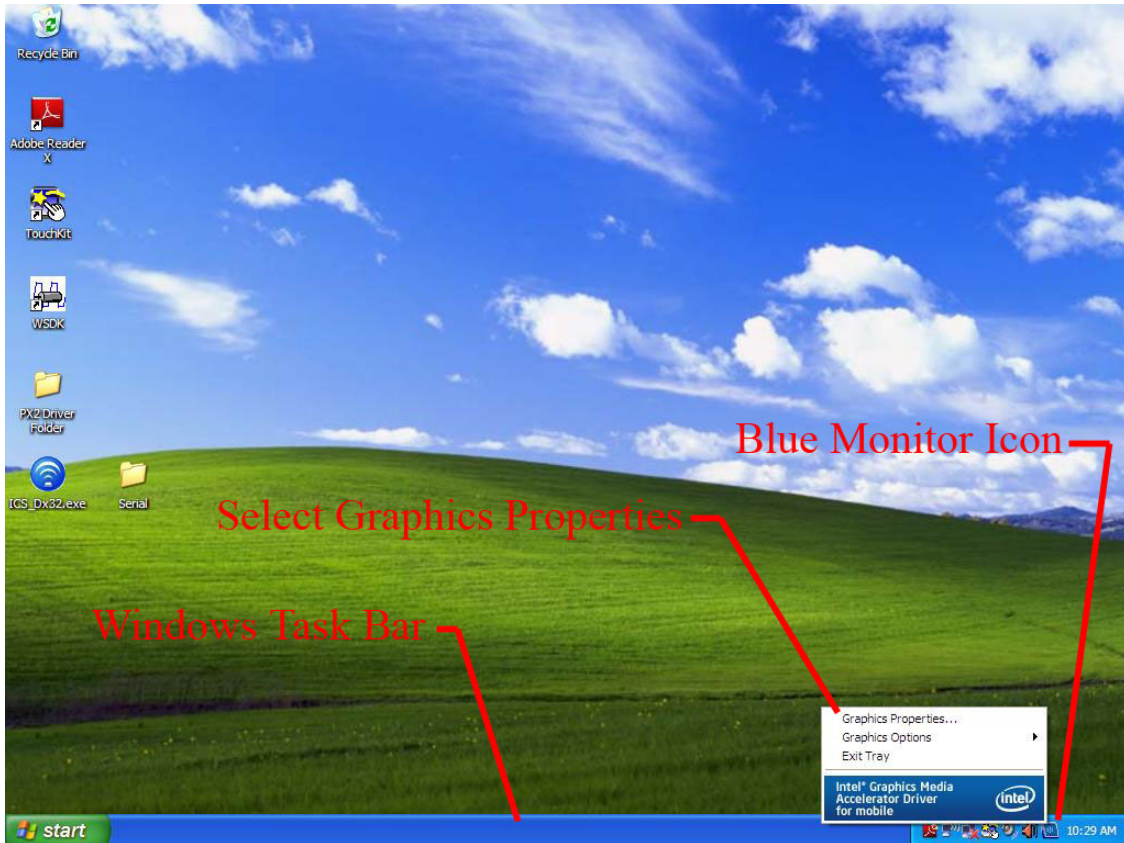 Recycle Bin
Adobe Reader
X
TouchKit
WSDK
PX2 Driver
Folder
Blue Monitor Icon
ICS_Dx32.exe
Serial
Select Graphics Properties
Windows Task Bar
Graphics Properties...
Graphics Options
Exit Tray
Intel® Graphics Media
Accelerator Driver
for mobile
intel
start
10:29 AM